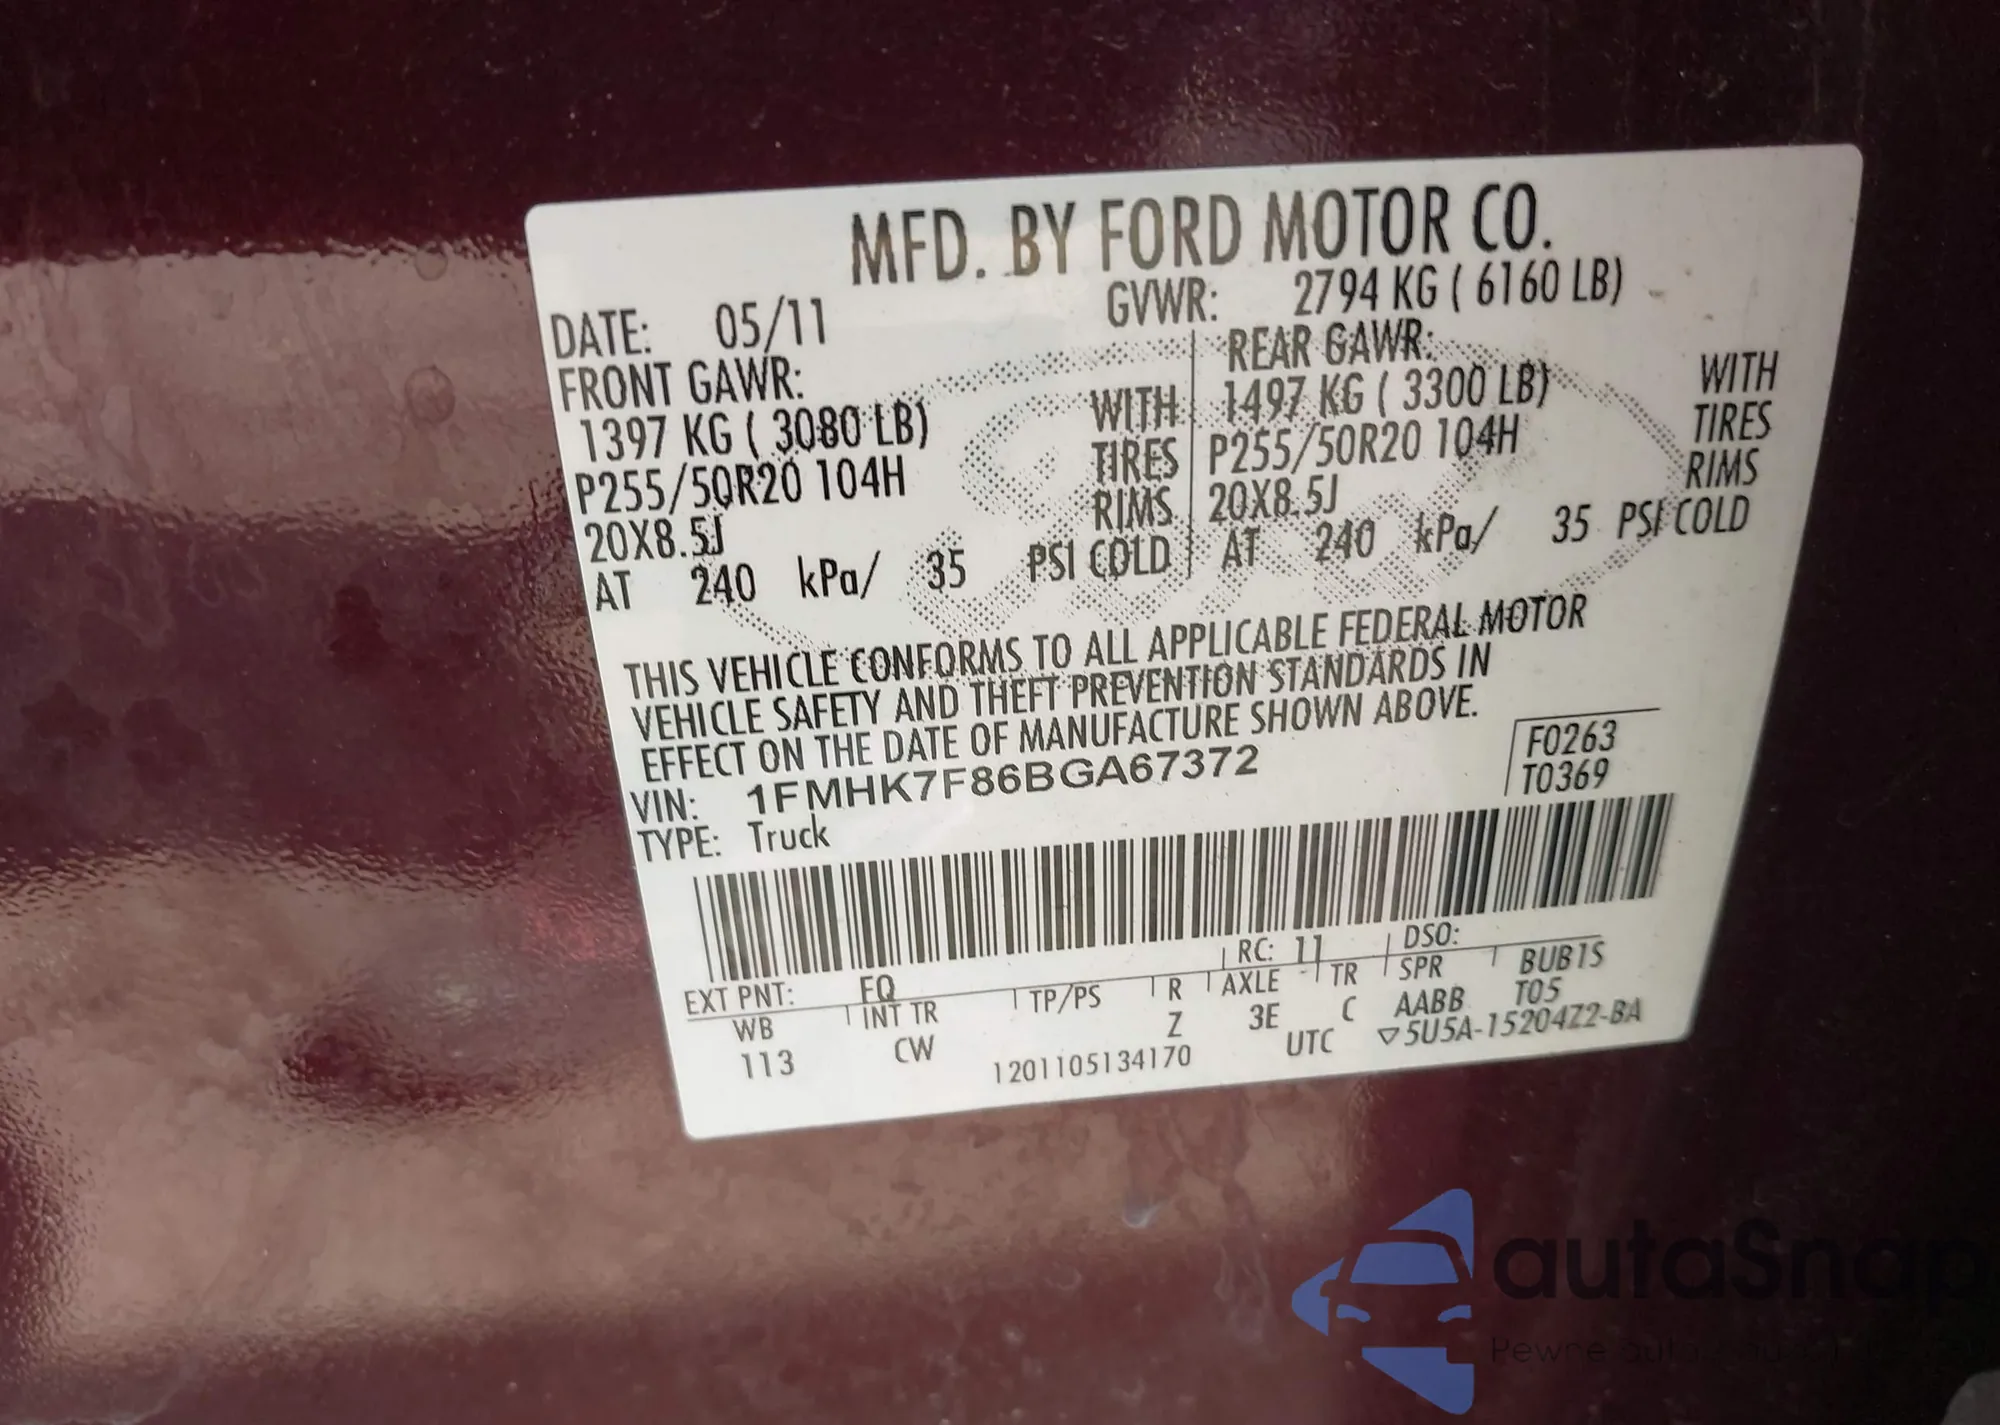 MFD. BY FORD MOTOR CO.
DATE: 05/11 GVWR: 2794 KG ( 6160 LB)
FRONT GAWR: REAR GAWR:
1397 KG ( 3080 LB) WITH 1497 KG ( 3300 LB) WITH
P255/50R20 104H TIRES P255/50R20 104H TIRES
20X8.5J RIMS 20X8.5J RIMS
AT 240 kPa/ 35 PSI COLD AT 240 kPa/ 35 PSI COLD
THIS VEHICLE CONFORMS TO ALL APPLICABLE FEDERAL MOTOR
VEHICLE SAFETY AND THEFT PREVENTION STANDARDS IN
EFFECT ON THE DATE OF MANUFACTURE SHOWN ABOVE.
VIN: 1FMHK7F86BGA67372 F0263
TYPE: Truck T0369
EXT PNT: FQ RC: 11 DSO:
WB INT TR TP/PS R AXLE TR SPR BUB1S
113 CW Z 3E C AABB T05
1201105134170 UTC ▽5U5A-15204Z2-BA
autaSnap
Pewne auta